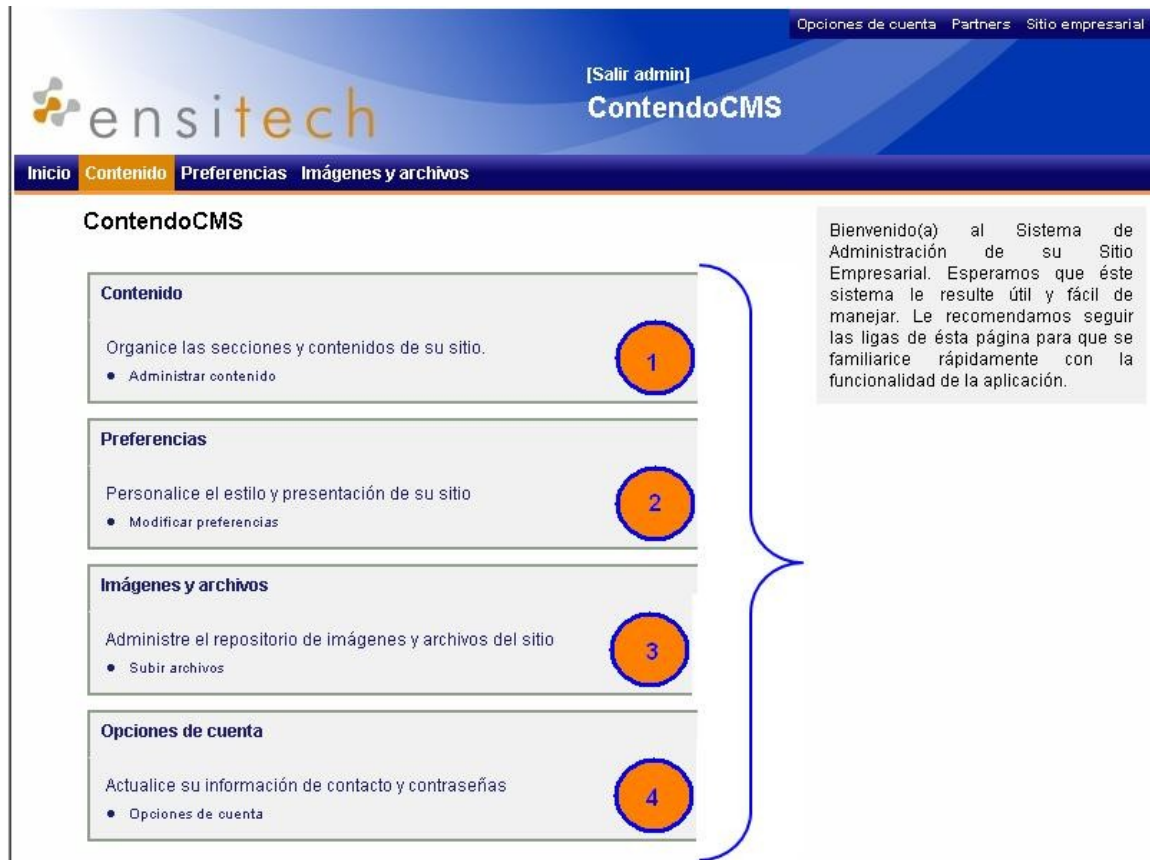 Opciones de cuenta Partners Sitio empresarial
[Salir admin]
ensitech
ContendoCMS
Inicio Contenido Preferencias Imágenes y archivos
ContendoCMS
Contenido
Organice las secciones y contenidos de su sitio.
• Administrar contenido
1
Preferencias
Personalice el estilo y presentación de su sitio
• Modificar preferencias
2
Imágenes y archivos
Administre el repositorio de imágenes y archivos del sitio
• Subir archivos
3
Opciones de cuenta
Actualice su información de contacto y contraseñas
• Opciones de cuenta
4
Bienvenido(a) al Sistema de
Administración de su Sitio
Empresarial. Esperamos que éste
sistema le resulte útil y fácil de
manejar. Le recomendamos seguir
las ligas de ésta página para que se
familiarice rápidamente con la
funcionalidad de la aplicación.